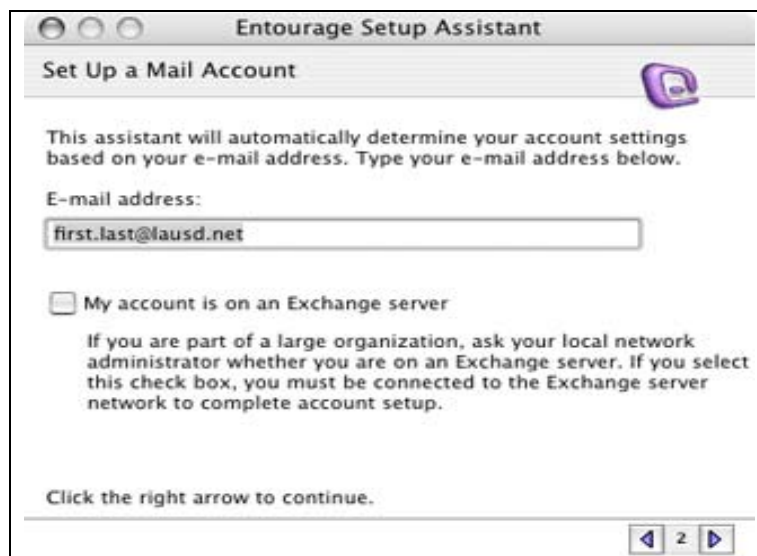 Entourage Setup Assistant
Set Up a Mail Account
This assistant will automatically determine your account settings
based on your e-mail address. Type your e-mail address below.
E-mail address:
first.last@lausd.net
My account is on an Exchange server
If you are part of a large organization, ask your local network
administrator whether you are on an Exchange server. If you select
this check box, you must be connected to the Exchange server
network to complete account setup.
Click the right arrow to continue.
2